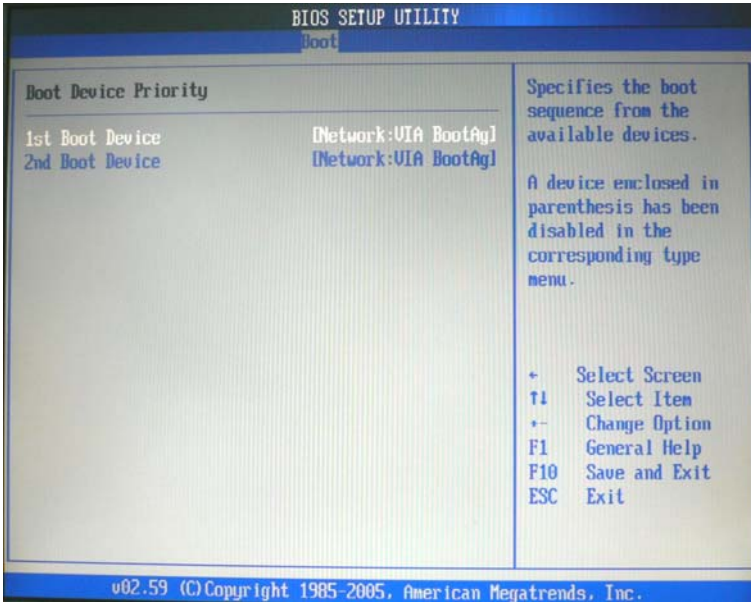 BIOS SETUP UTILITY
Boot
Boot Device Priority
1st Boot Device [Network:VIA BootAg]
2nd Boot Device [Network:VIA BootAg]
Specifies the boot
sequence from the
available devices.
A device enclosed in
parenthesis has been
disabled in the
corresponding type
menu.
← Select Screen
↑↓ Select Item
+- Change Option
F1 General Help
F10 Save and Exit
ESC Exit
v02.59 (C)Copyright 1985-2005, American Megatrends, Inc.